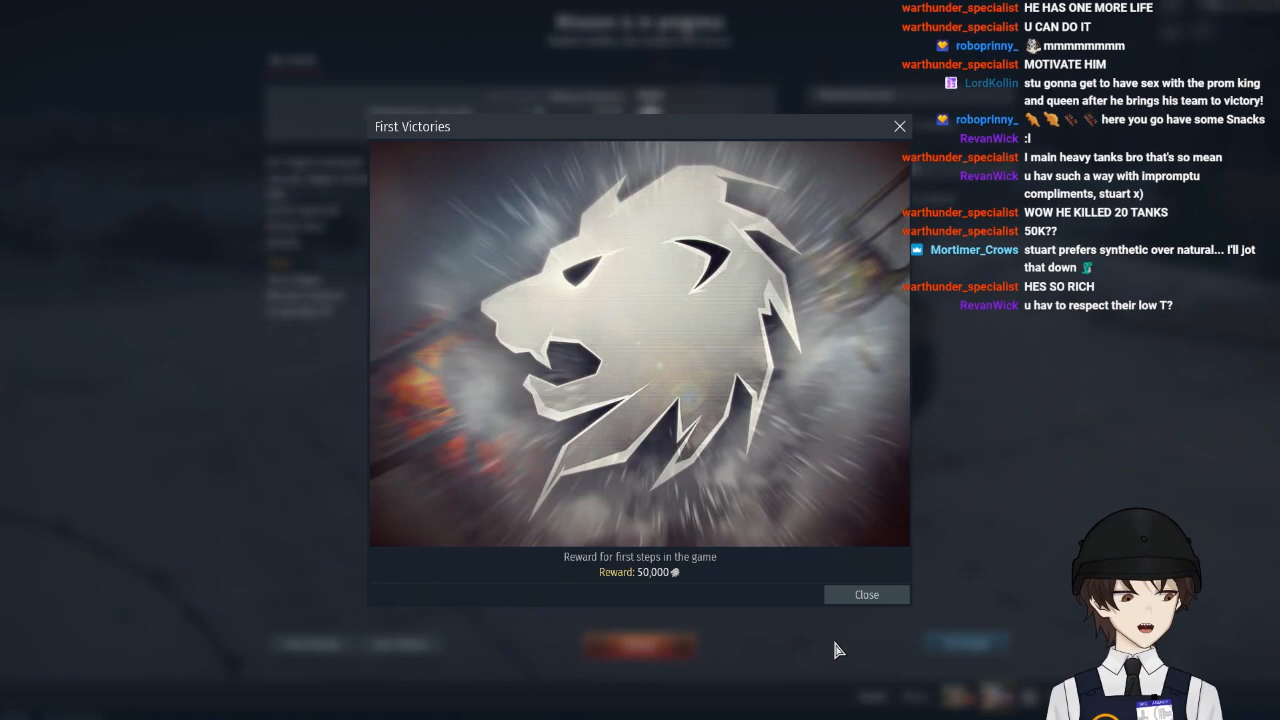 Mission is in progress
First Victories
Reward for first steps in the game
Reward: 50,000
Close
warthunder_specialist HE HAS ONE MORE LIFE
warthunder_specialist U CAN DO IT
roboprinny_ mmmmmmmm
warthunder_specialist MOTIVATE HIM
LordKollin stu gonna get to have sex with the prom king
and queen after he brings his team to victory!
roboprinny_ here you go have some Snacks
RevanWick :l
warthunder_specialist I main heavy tanks bro that's so mean
RevanWick u hav such a way with impromptu
compliments, stuart x)
warthunder_specialist WOW HE KILLED 20 TANKS
warthunder_specialist 50K??
Mortimer_Crows stuart prefers synthetic over natural... I'll jot
that down
warthunder_specialist HES SO RICH
RevanWick u hav to respect their low T?